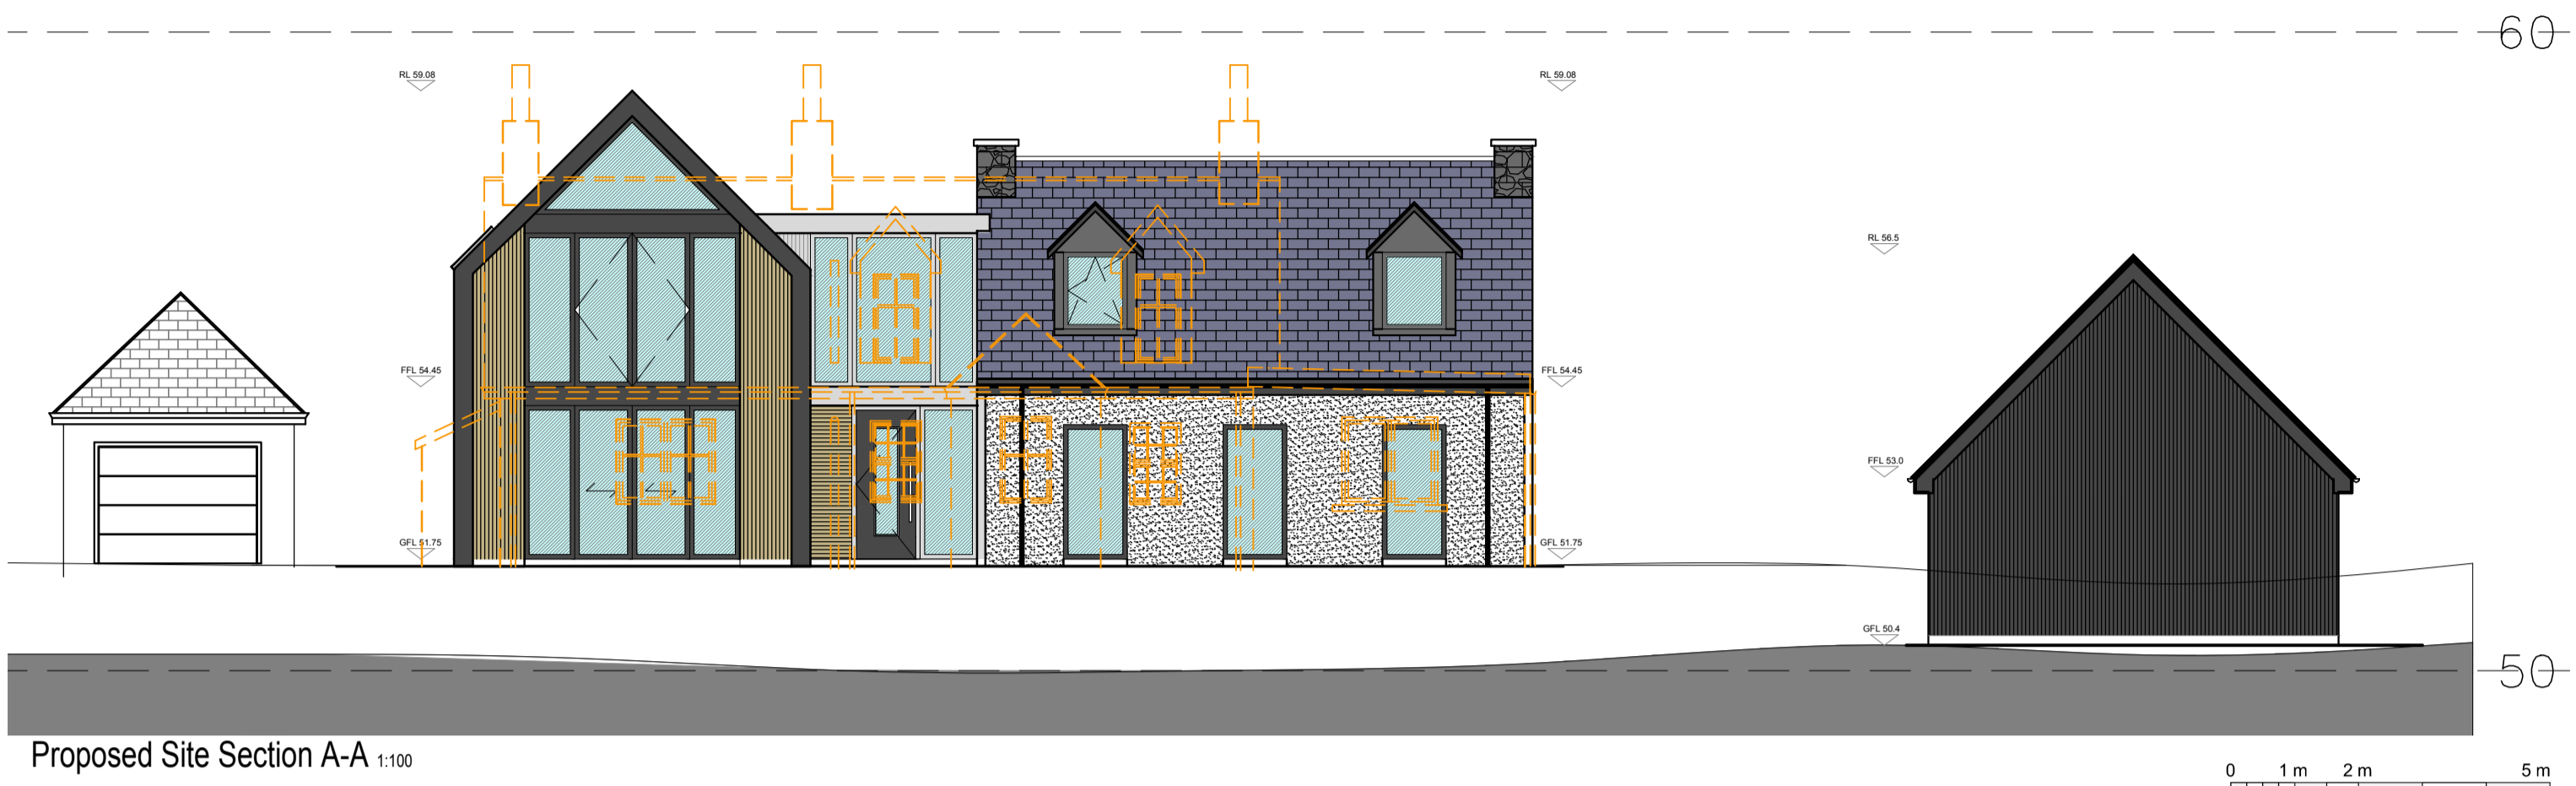 60
RL 59.08
RL 59.08
RL 56.5
FFL 54.45
FFL 54.45
FFL 53.0
GFL 51.75
GFL 51.75
GFL 50.4
50
Proposed Site Section A-A 1:100
0 1 m 2 m 5 m